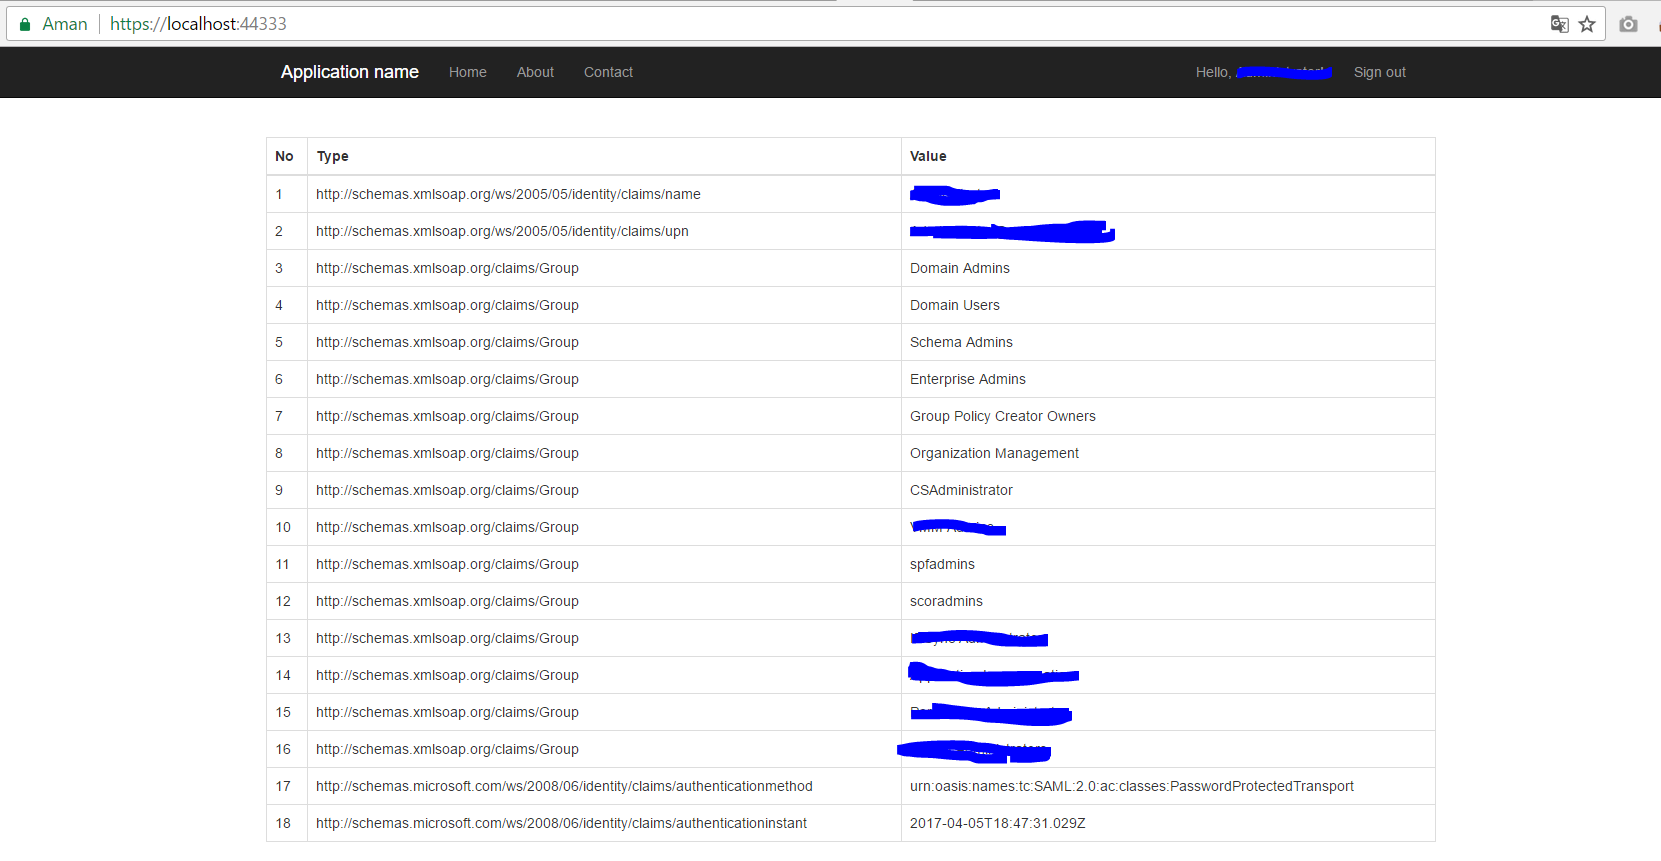 Aman https://localhost:44333
Application name Home About Contact Hello, Sign out
No Type Value
1 http://schemas.xmlsoap.org/ws/2005/05/identity/claims/name
2 http://schemas.xmlsoap.org/ws/2005/05/identity/claims/upn
3 http://schemas.xmlsoap.org/claims/Group Domain Admins
4 http://schemas.xmlsoap.org/claims/Group Domain Users
5 http://schemas.xmlsoap.org/claims/Group Schema Admins
6 http://schemas.xmlsoap.org/claims/Group Enterprise Admins
7 http://schemas.xmlsoap.org/claims/Group Group Policy Creator Owners
8 http://schemas.xmlsoap.org/claims/Group Organization Management
9 http://schemas.xmlsoap.org/claims/Group CSAdministrator
10 http://schemas.xmlsoap.org/claims/Group
11 http://schemas.xmlsoap.org/claims/Group spfadmins
12 http://schemas.xmlsoap.org/claims/Group scoradmins
13 http://schemas.xmlsoap.org/claims/Group
14 http://schemas.xmlsoap.org/claims/Group
15 http://schemas.xmlsoap.org/claims/Group
16 http://schemas.xmlsoap.org/claims/Group
17 http://schemas.microsoft.com/ws/2008/06/identity/claims/authenticationmethod urn:oasis:names:tc:SAML:2.0:ac:classes:PasswordProtectedTransport
18 http://schemas.microsoft.com/ws/2008/06/identity/claims/authenticationinstant 2017-04-05T18:47:31.029Z